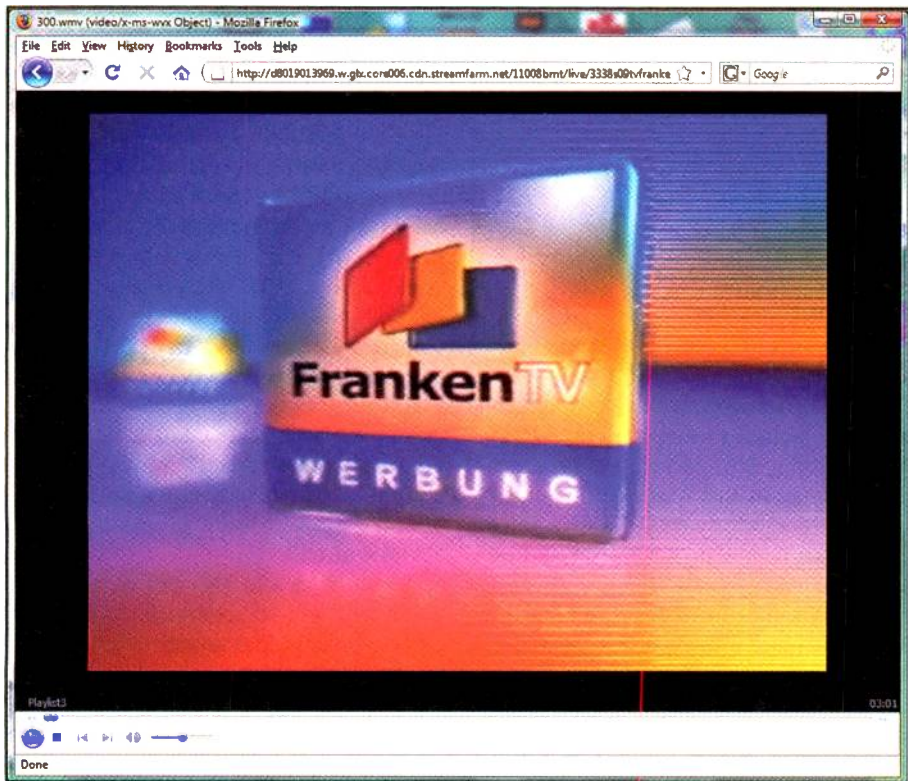 300.wmv (video/x-ms-wvx Object) - Mozilla Firefox
File Edit View History Bookmarks Tools Help
http://d8019013969.w.glx.core006.cdn.streamfarm.net/11008bmt/live/3338s09tvfranke
Google
FrankenTV
WERBUNG
Playlist3
03:01
Done